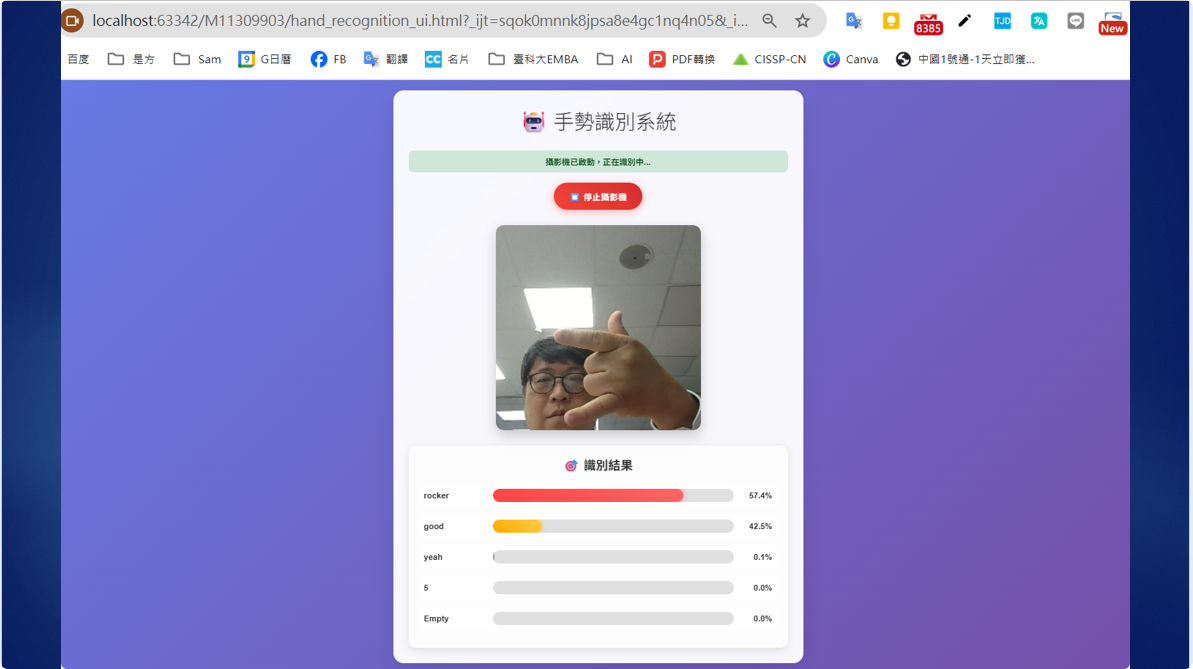 localhost:63342/M11309903/hand_recognition_ui.html?_ijt=sqok0mnnk8jpsa8e4gc1nq4n05&_i...
8385
TJD
New
百度 是方 Sam 9 G日曆 FB 翻譯 CC 名片 臺科大EMBA AI PDF轉換 CISSP-CN Canva 中國1號通-1天立即獲...
手勢識別系統
攝影機已啟動，正在識別中...
停止攝影機
識別結果
rocker 57.4%
good 42.5%
yeah 0.1%
5 0.0%
Empty 0.0%